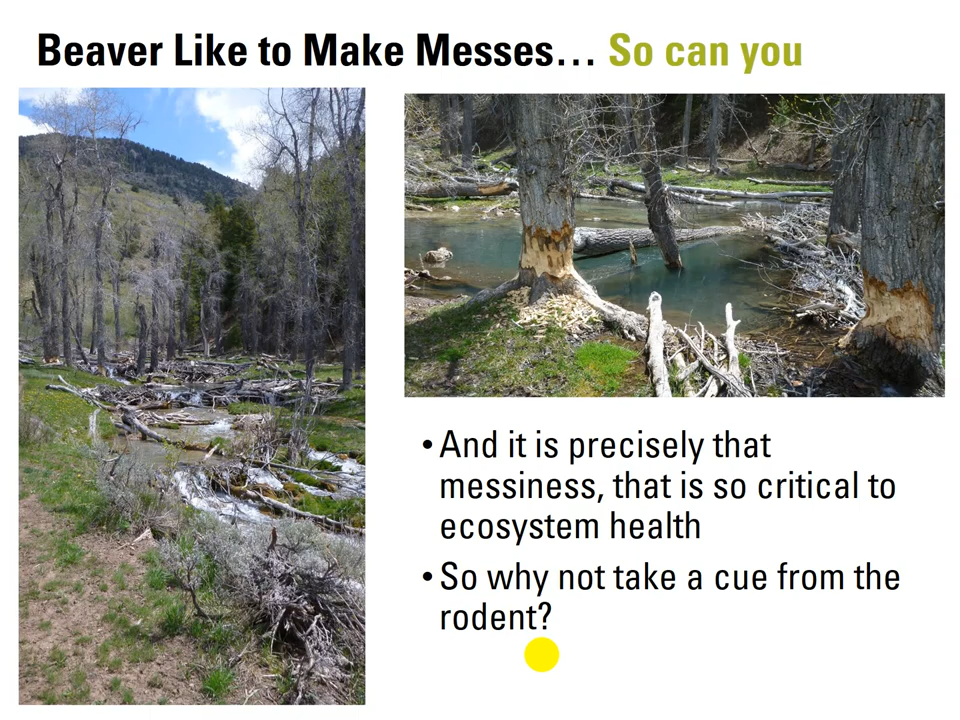 Beaver Like to Make Messes… So can you
• And it is precisely that
messiness, that is so critical to
ecosystem health
• So why not take a cue from the
rodent?